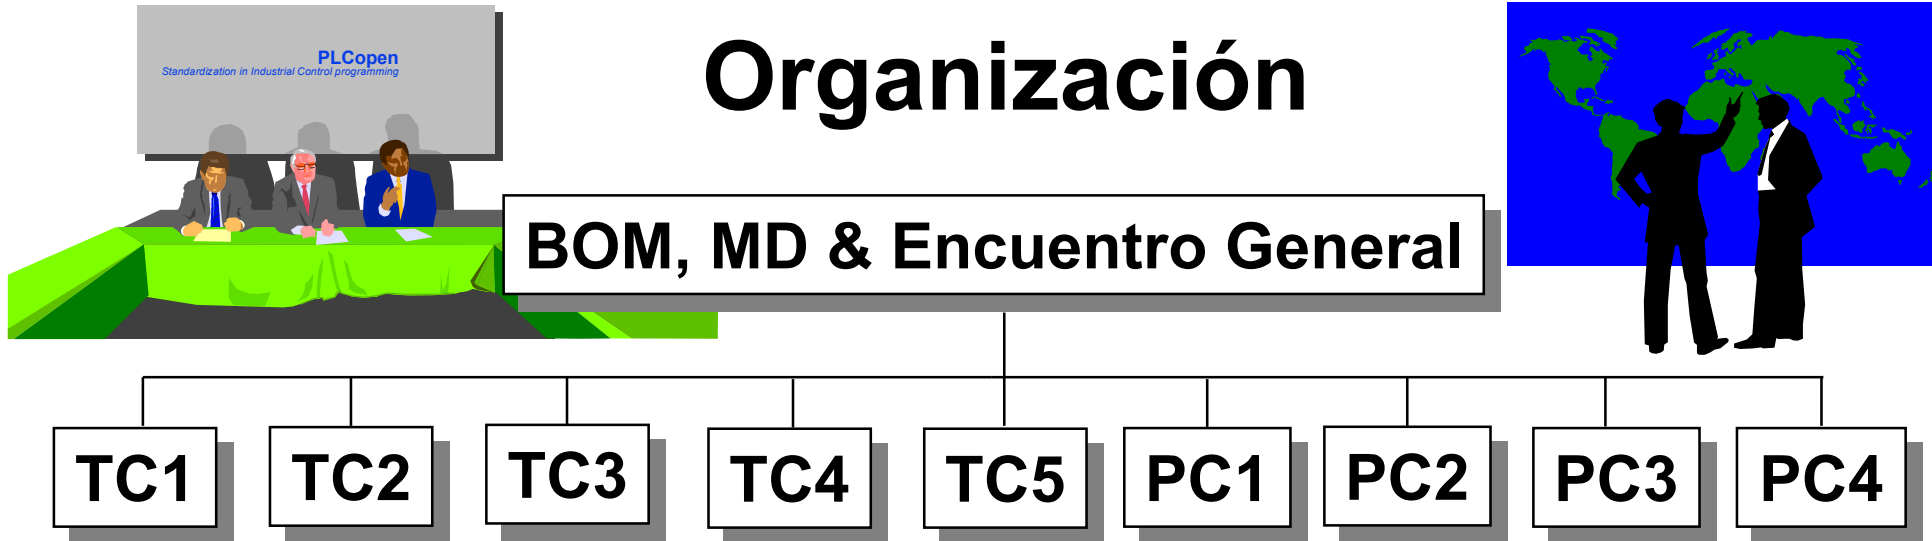 PLCopen
Standardization in Industrial Control programming
Organización
BOM, MD & Encuentro General
TC1 TC2 TC3 TC4 TC5 PC1 PC2 PC3 PC4